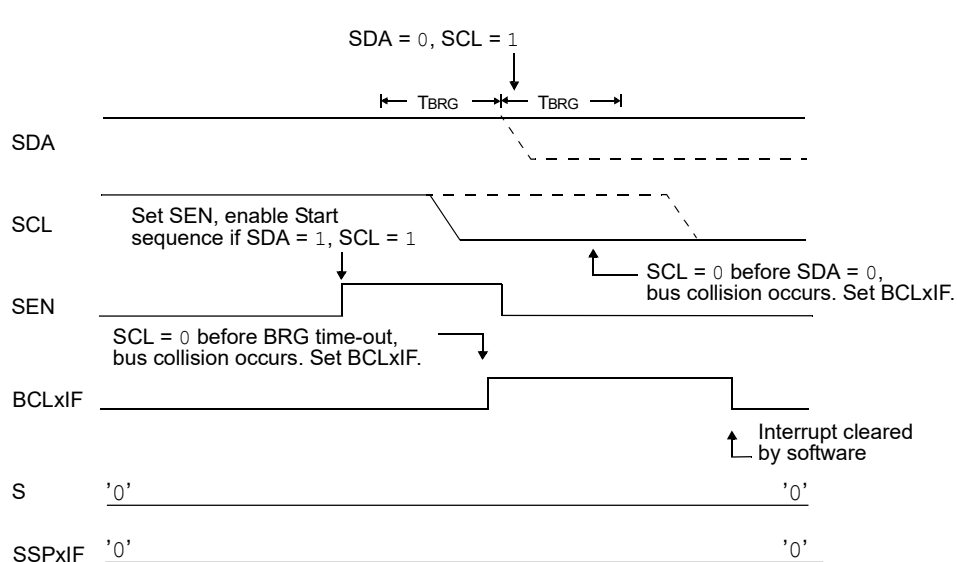 SDA = 0, SCL = 1
TBRG TBRG
SDA
SCL
Set SEN, enable Start
sequence if SDA = 1, SCL = 1
SCL = 0 before SDA = 0,
bus collision occurs. Set BCLxIF.
SEN
SCL = 0 before BRG time-out,
bus collision occurs. Set BCLxIF.
BCLxIF
Interrupt cleared
by software
S '0' '0'
SSPxIF '0' '0'